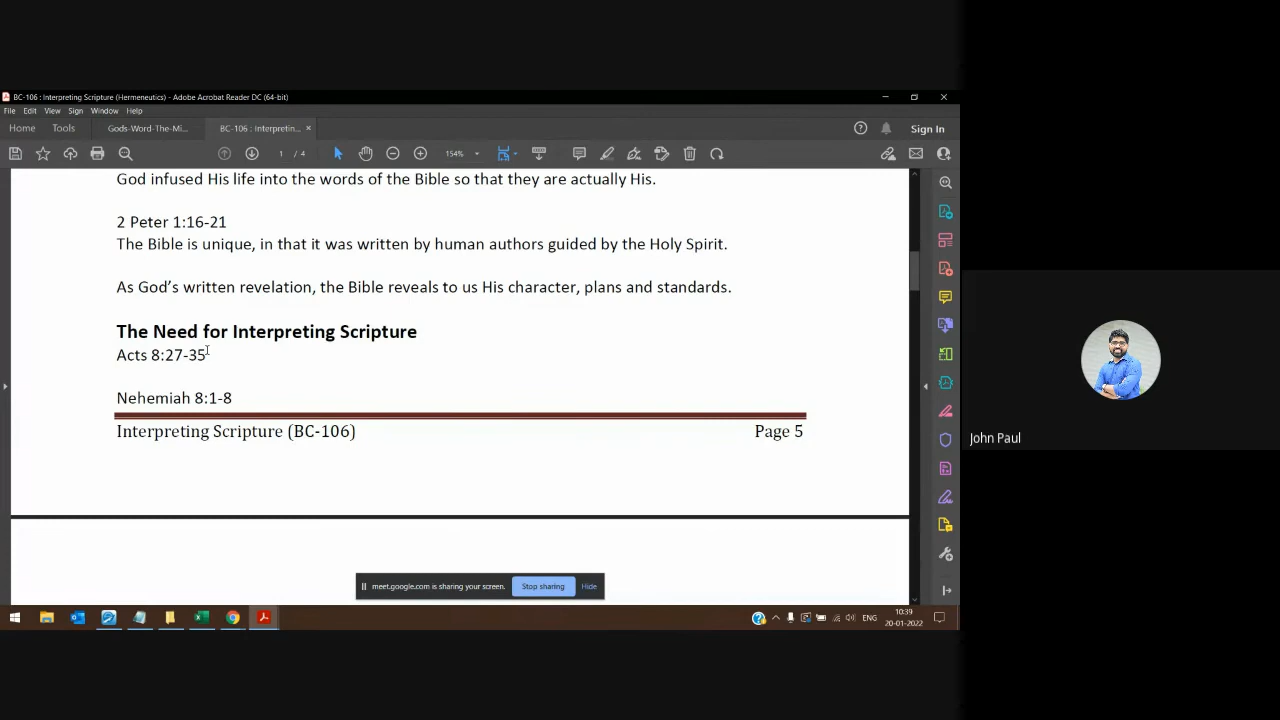 BC-106 : Interpreting Scripture (Hermeneutics) - Adobe Acrobat Reader DC (64-bit)
File Edit View Sign Window Help
Home Tools Gods-Word-The-Mi... BC-106 : Interpretin... × Sign In
1 / 4 154%
God infused His life into the words of the Bible so that they are actually His.
2 Peter 1:16-21
The Bible is unique, in that it was written by human authors guided by the Holy Spirit.
As God’s written revelation, the Bible reveals to us His character, plans and standards.
The Need for Interpreting Scripture
Acts 8:27-35
Nehemiah 8:1-8
Interpreting Scripture (BC-106) Page 5
John Paul
meet.google.com is sharing your screen. Stop sharing Hide
ENG
10:39
20-01-2022